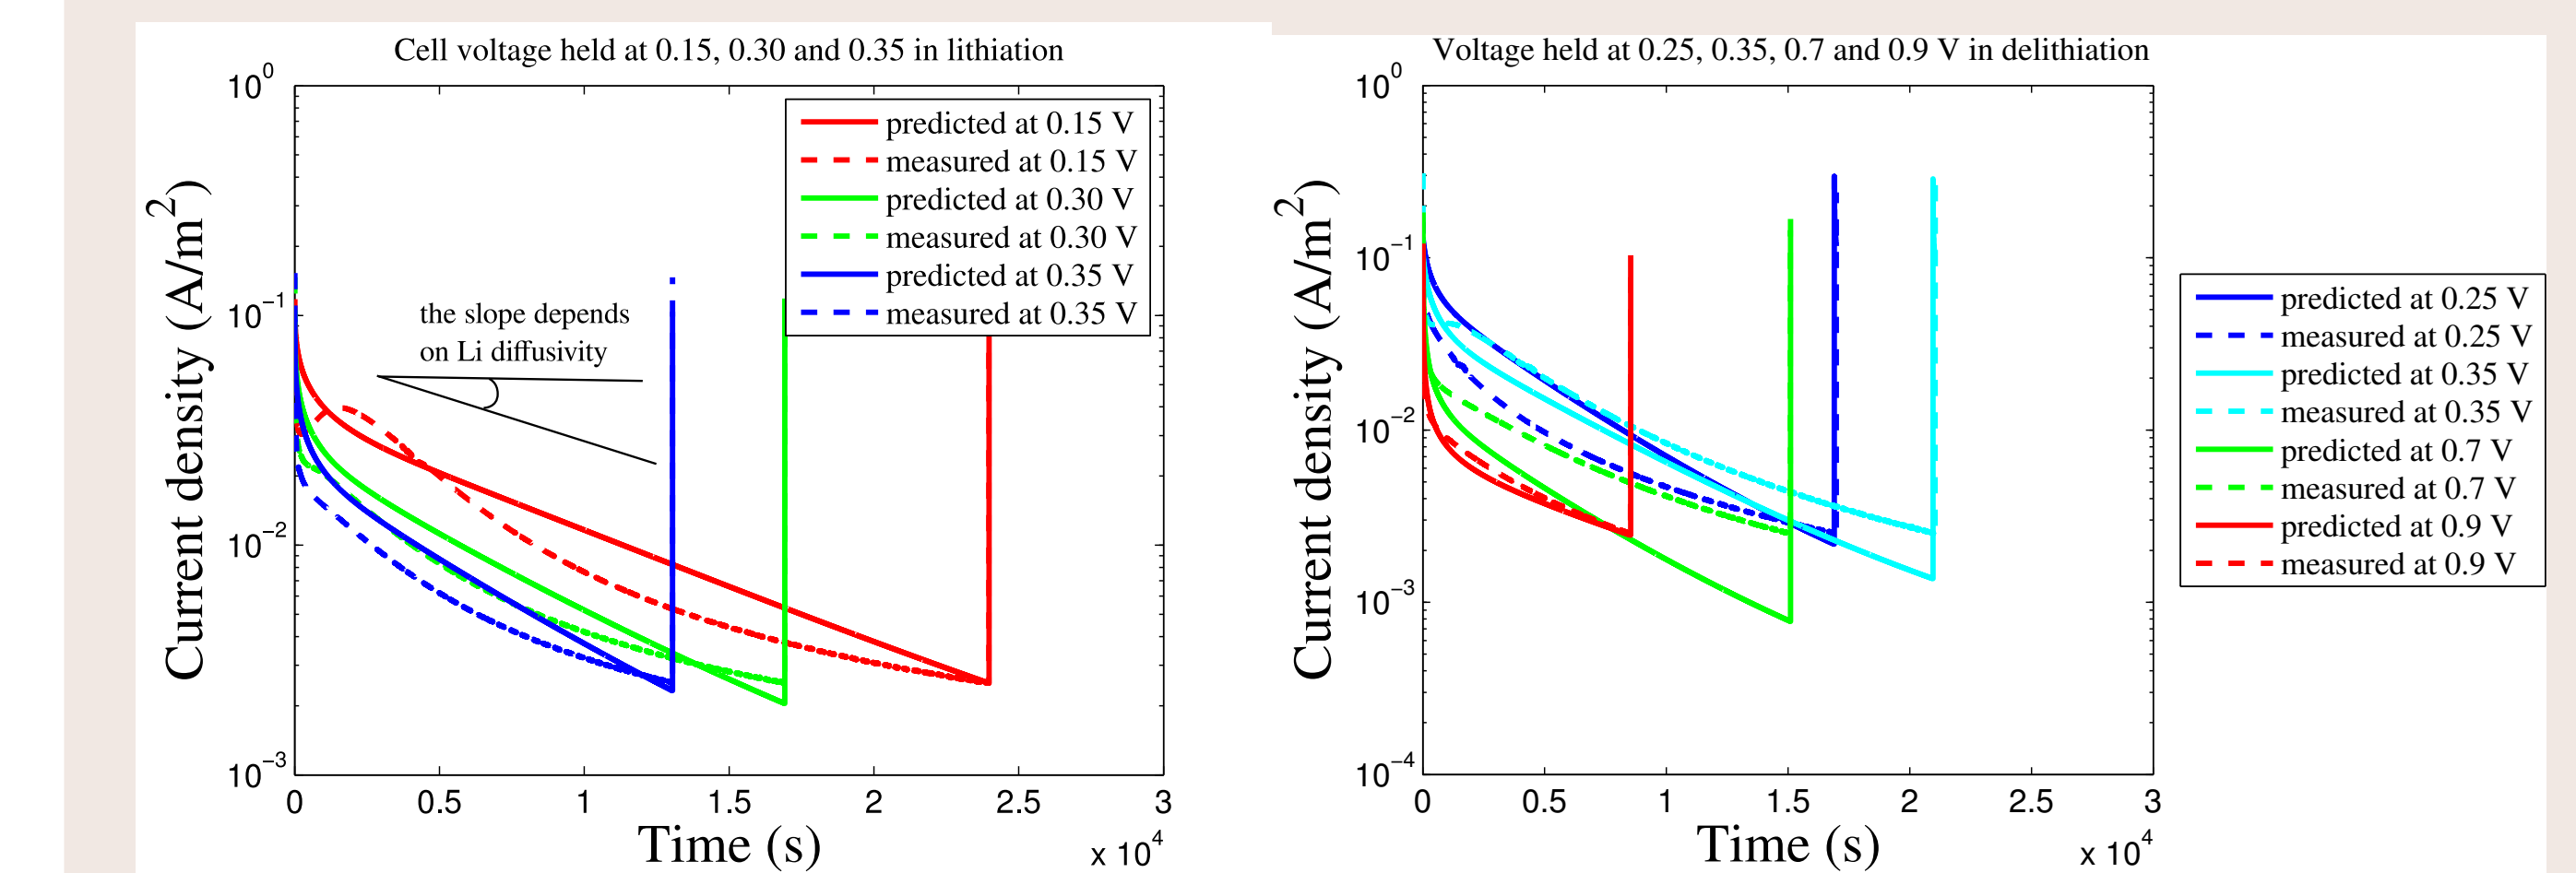 Cell voltage held at 0.15, 0.30 and 0.35 in lithiation
10^0
10^−1
10^−2
10^−3
Current density (A/m^2)
predicted at 0.15 V
measured at 0.15 V
predicted at 0.30 V
measured at 0.30 V
predicted at 0.35 V
measured at 0.35 V
the slope depends
on Li diffusivity
0 0.5 1 1.5 2 2.5 3
Time (s)
x 10^4
Voltage held at 0.25, 0.35, 0.7 and 0.9 V in delithiation
10^0
10^−1
10^−2
10^−3
10^−4
Current density (A/m^2)
predicted at 0.25 V
measured at 0.25 V
predicted at 0.35 V
measured at 0.35 V
predicted at 0.7 V
measured at 0.7 V
predicted at 0.9 V
measured at 0.9 V
0 0.5 1 1.5 2 2.5 3
Time (s)
x 10^4